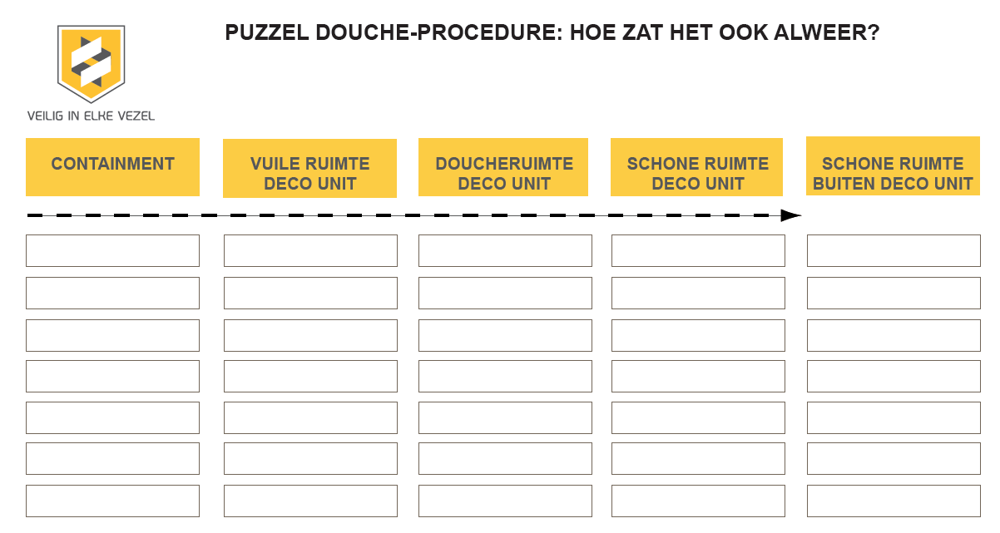 PUZZEL DOUCHE-PROCEDURE: HOE ZAT HET OOK ALWEER?
VEILIG IN ELKE VEZEL
CONTAINMENT
VUILE RUIMTE
DECO UNIT
DOUCHERUIMTE
DECO UNIT
SCHONE RUIMTE
DECO UNIT
SCHONE RUIMTE
BUITEN DECO UNIT